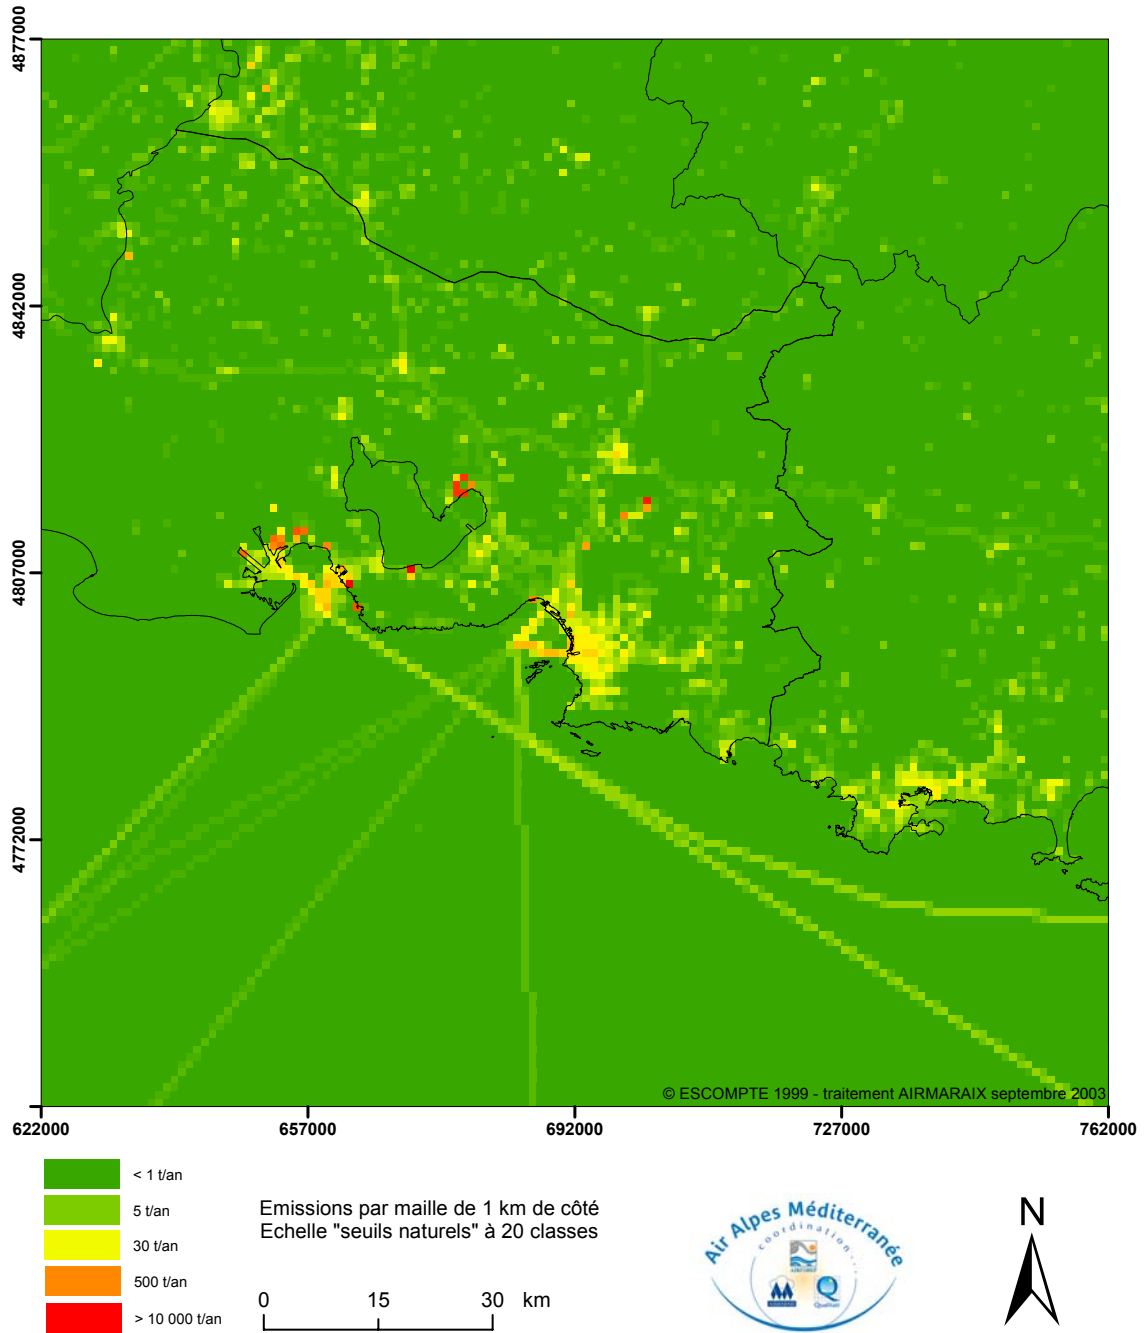 4877000
4842000
4807000
4772000
© ESCOMPTE 1999 - traitement AIRMARAIX septembre 2003
622000 657000 692000 727000 762000
< 1 t/an
5 t/an
30 t/an
500 t/an
> 10 000 t/an
Emissions par maille de 1 km de côté
Echelle "seuils naturels" à 20 classes
0 15 30 km
Air Alpes Méditerranée
coordination...
Qualitair
N